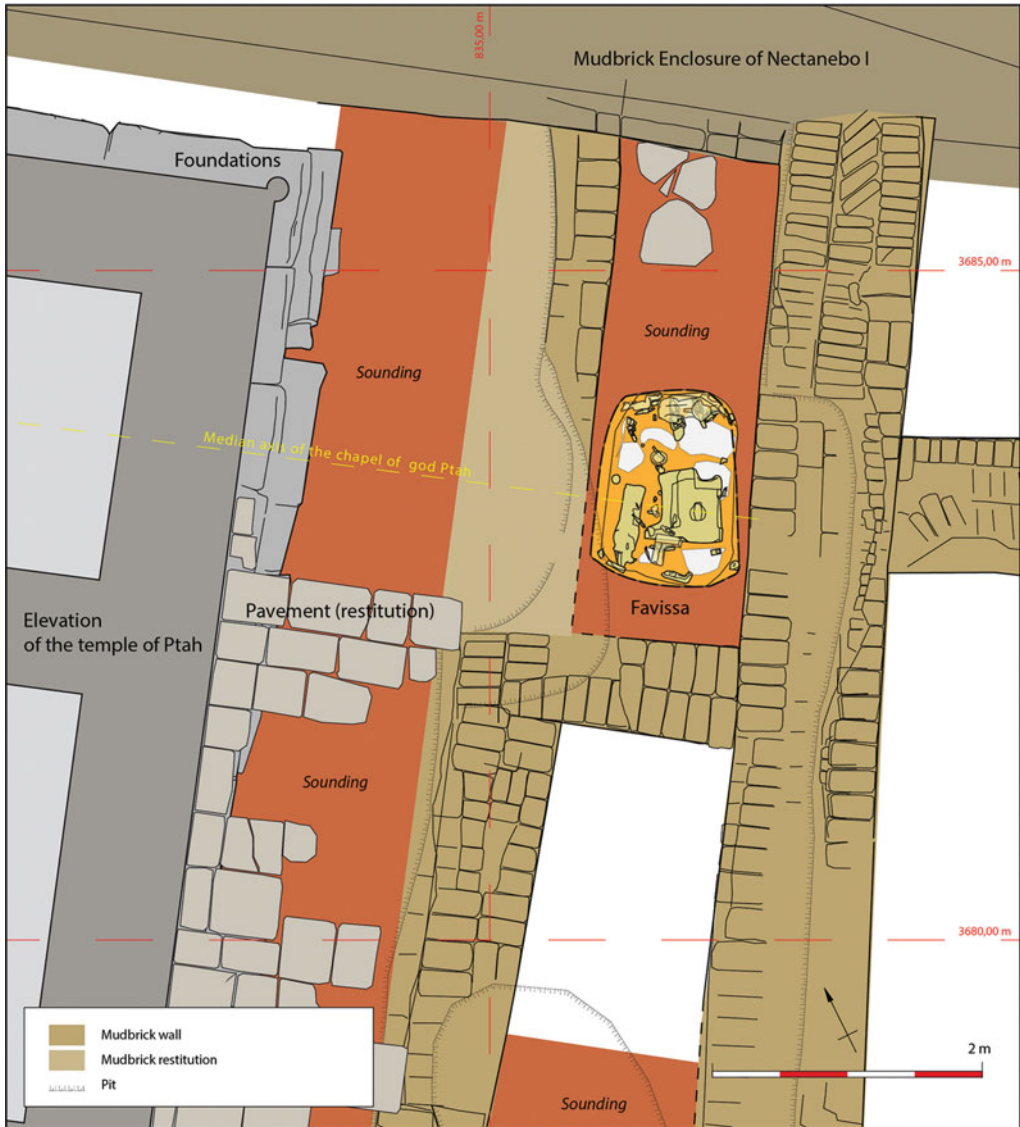 835,00 m
Mudbrick Enclosure of Nectanebo I
Foundations
3685,00 m
Sounding
Sounding
Median axis of the chapel of god Ptah
Pavement (restitution)
Favissa
Elevation
of the temple of Ptah
Sounding
3680,00 m
Mudbrick wall
Mudbrick restitution
Pit
2 m
Sounding